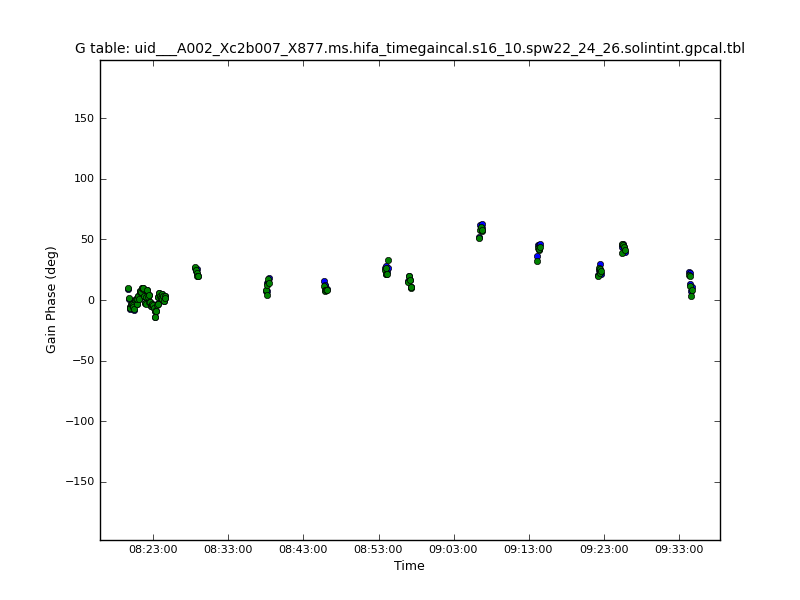 G table: uid___A002_Xc2b007_X877.ms.hifa_timegaincal.s16_10.spw22_24_26.solintint.gpcal.tbl
Gain Phase (deg)
150
100
50
0
−50
−100
−150
08:23:00 08:33:00 08:43:00 08:53:00 09:03:00 09:13:00 09:23:00 09:33:00
Time